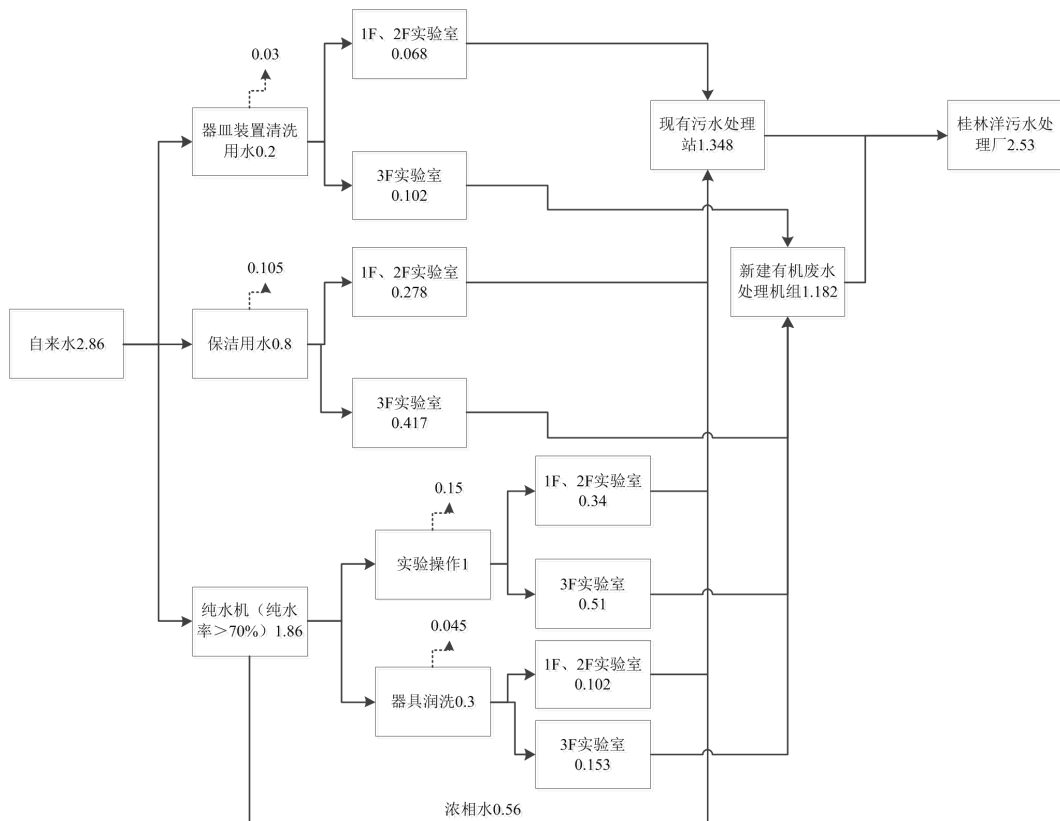 1F、2F实验室
0.068
0.03
器皿装置清洗
用水0.2
现有污水处理
站1.348
桂林洋污水处
理厂2.53
3F实验室
0.102
0.105
1F、2F实验室
0.278
新建有机废水
处理机组1.182
自来水2.86
保洁用水0.8
3F实验室
0.417
0.15
1F、2F实验室
0.34
实验操作1
3F实验室
0.51
纯水机（纯水
率＞70%）1.86
0.045
1F、2F实验室
0.102
器具润洗0.3
3F实验室
0.153
浓相水0.56